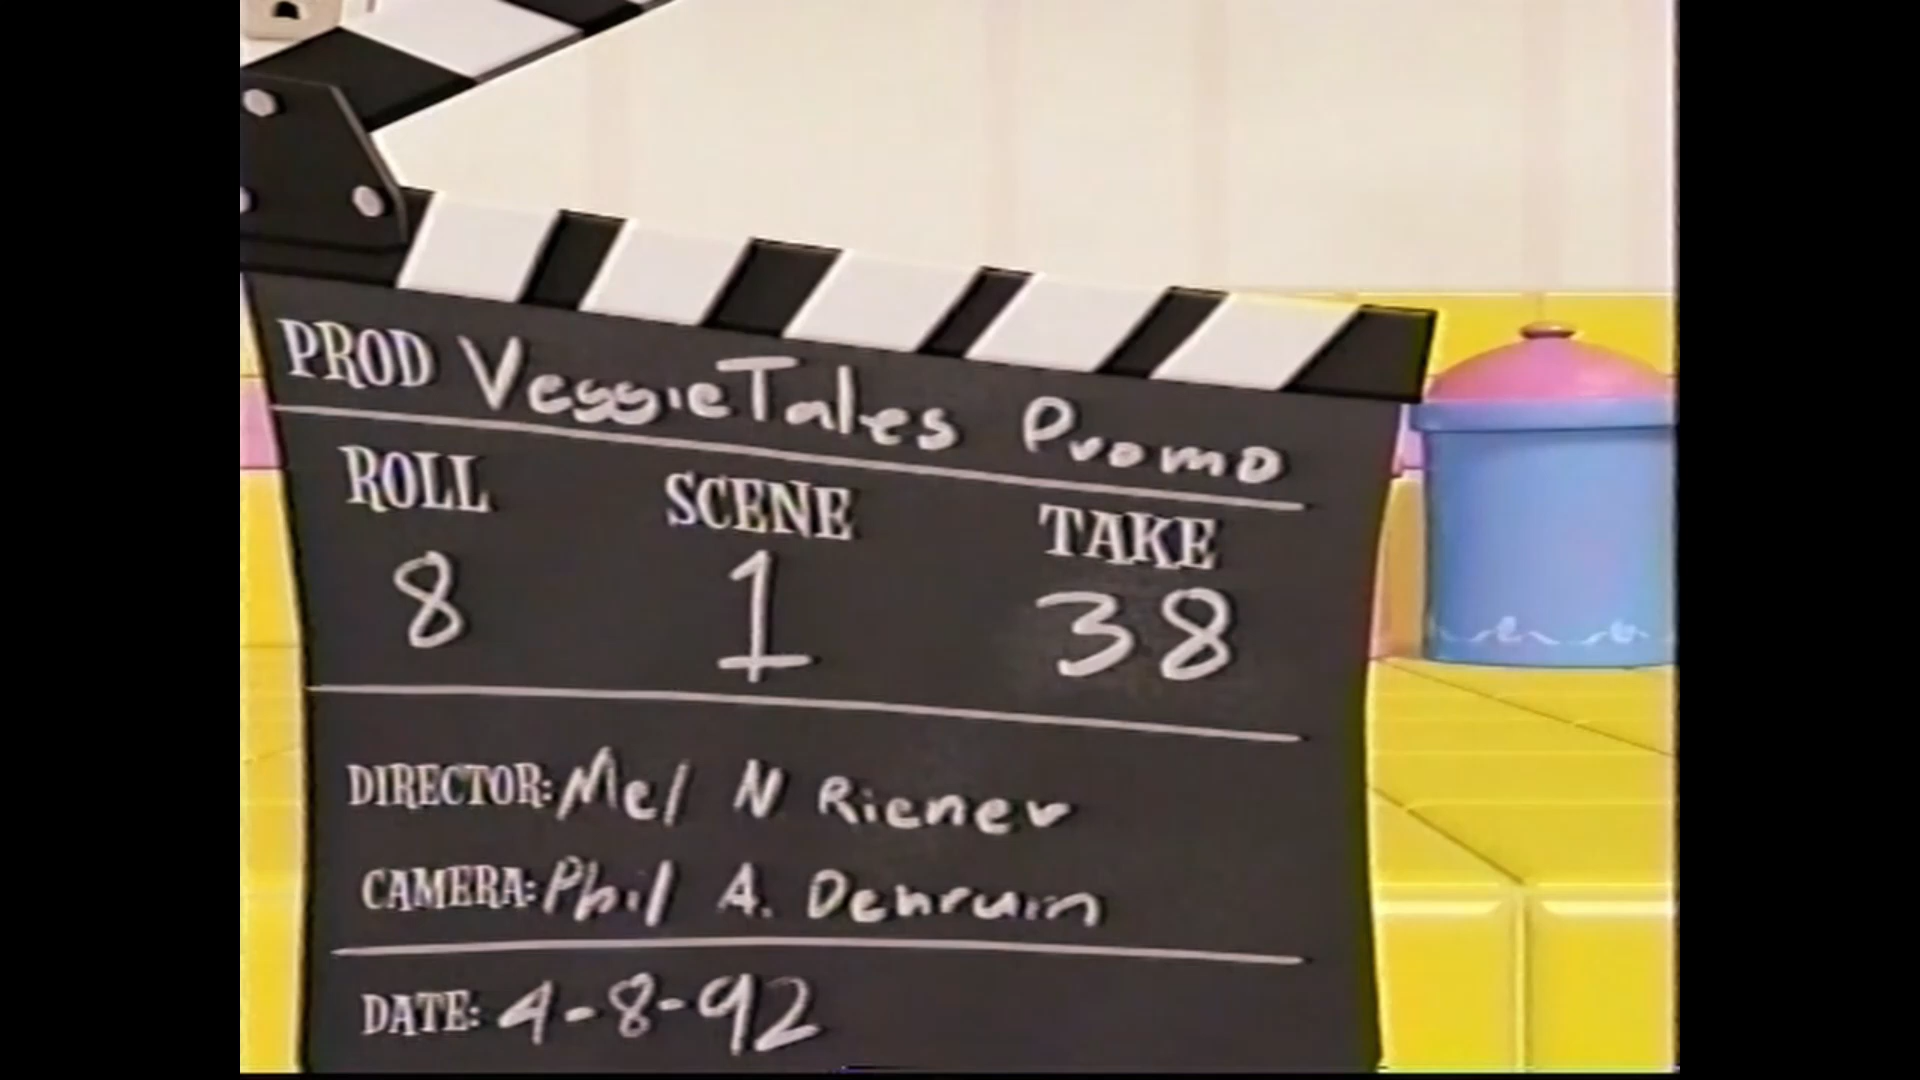 PROD VeggieTales Promo
ROLL SCENE TAKE
8 1 38
DIRECTOR: Mel N Riener
CAMERA: Phil A. Denruin
DATE: 4-8-92